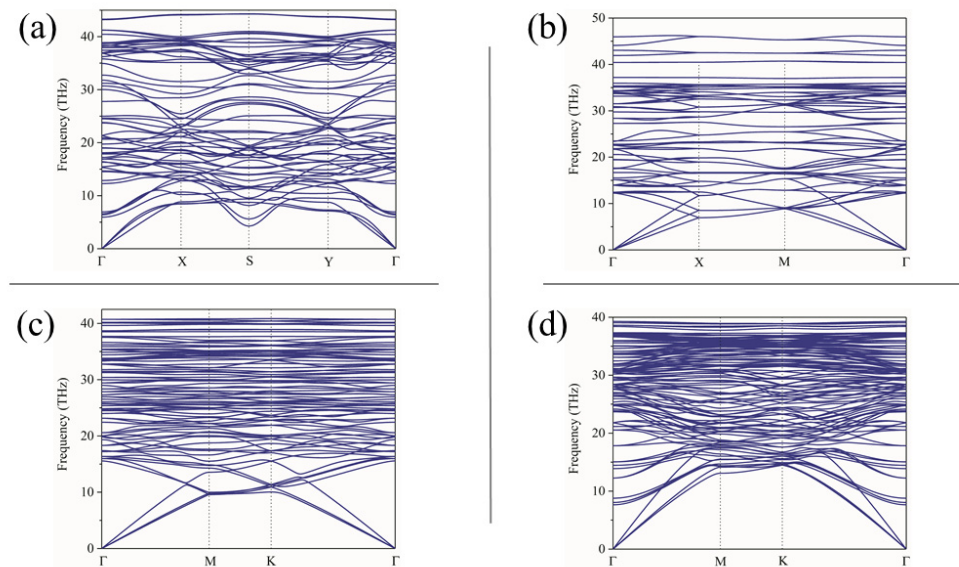 (a)
Frequency (THz)
40
30
20
10
0
Γ X S Y Γ
(b)
Frequency (THz)
50
40
30
20
10
0
Γ X M Γ
(c)
Frequency (THz)
40
30
20
10
0
Γ M K Γ
(d)
Frequency (THz)
40
30
20
10
0
Γ M K Γ